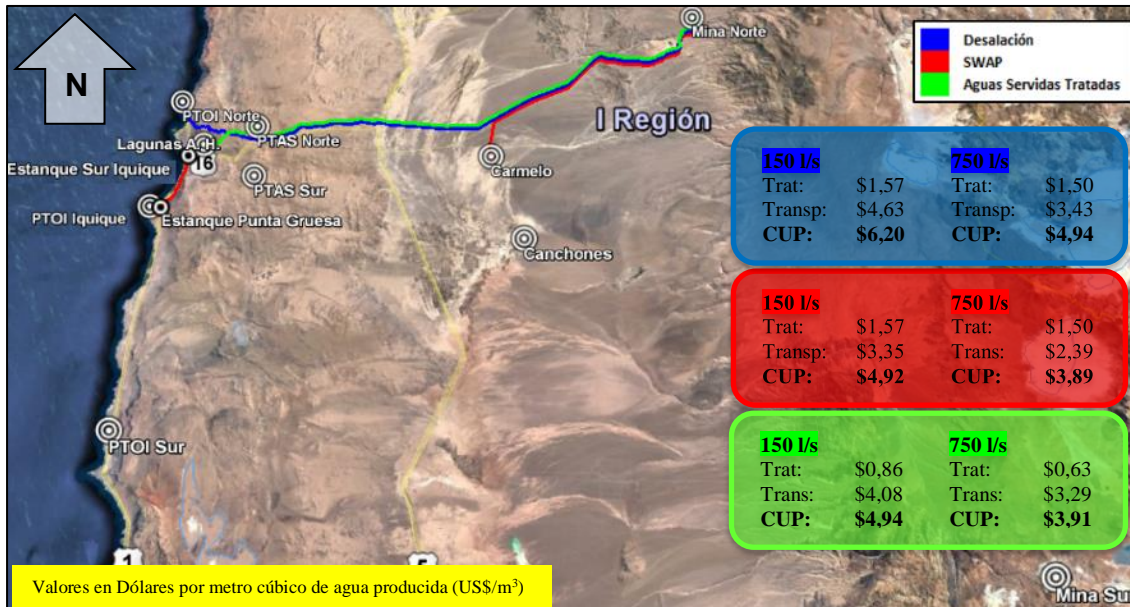 N
Mina Norte
Desalación
SWAP
Aguas Servidas Tratadas
PTOI Norte
I Región
PTAS Norte
Lagunas A.H.
16
Estanque Sur Iquique
Carmelo
PTAS Sur
PTOI Iquique
Estanque Punta Gruesa
Canchones
150 l/s 750 l/s
Trat: $1,57 Trat: $1,50
Transp: $4,63 Transp: $3,43
CUP: $6,20 CUP: $4,94
150 l/s 750 l/s
Trat: $1,57 Trat: $1,50
Transp: $3,35 Trans: $2,39
CUP: $4,92 CUP: $3,89
150 l/s 750 l/s
Trat: $0,86 Trat: $0,63
Trans: $4,08 Trans: $3,29
CUP: $4,94 CUP: $3,91
PTOI Sur
1
5
Mina Sur
Valores en Dólares por metro cúbico de agua producida (US$/m³)